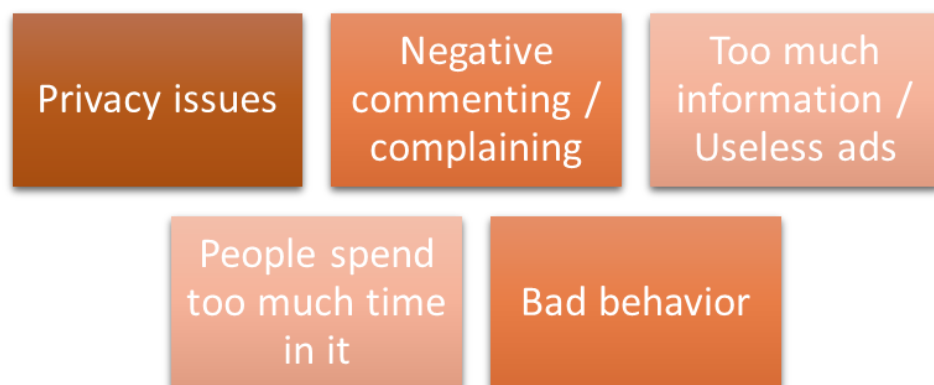 Privacy issues
Negative
commenting /
complaining
Too much
information /
Useless ads
People spend
too much time
in it
Bad behavior